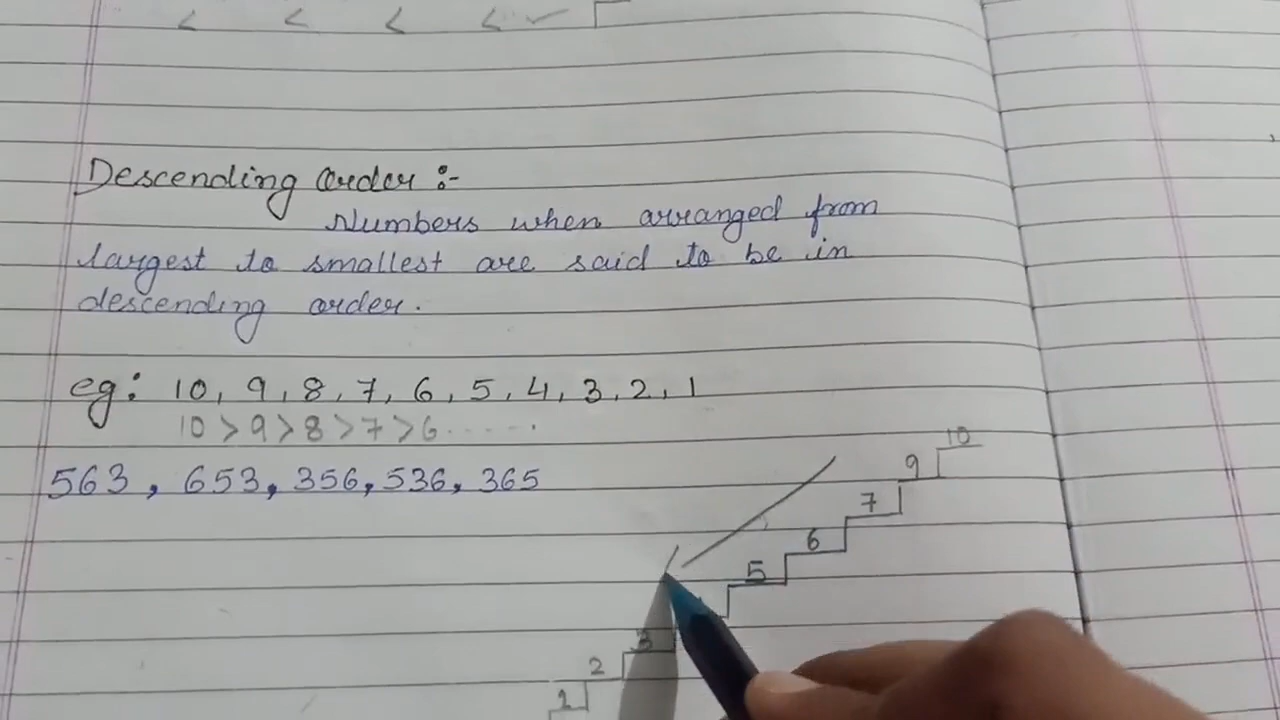 < < < < ✓
Descending Order :-
Numbers when arranged from
largest to smallest are said to be in
descending order.
eg: 10, 9, 8, 7, 6, 5, 4, 3, 2, 1
10 > 9 > 8 > 7 > 6 ......
563, 653, 356, 536, 365
10
9
7
6
5
3
2
1